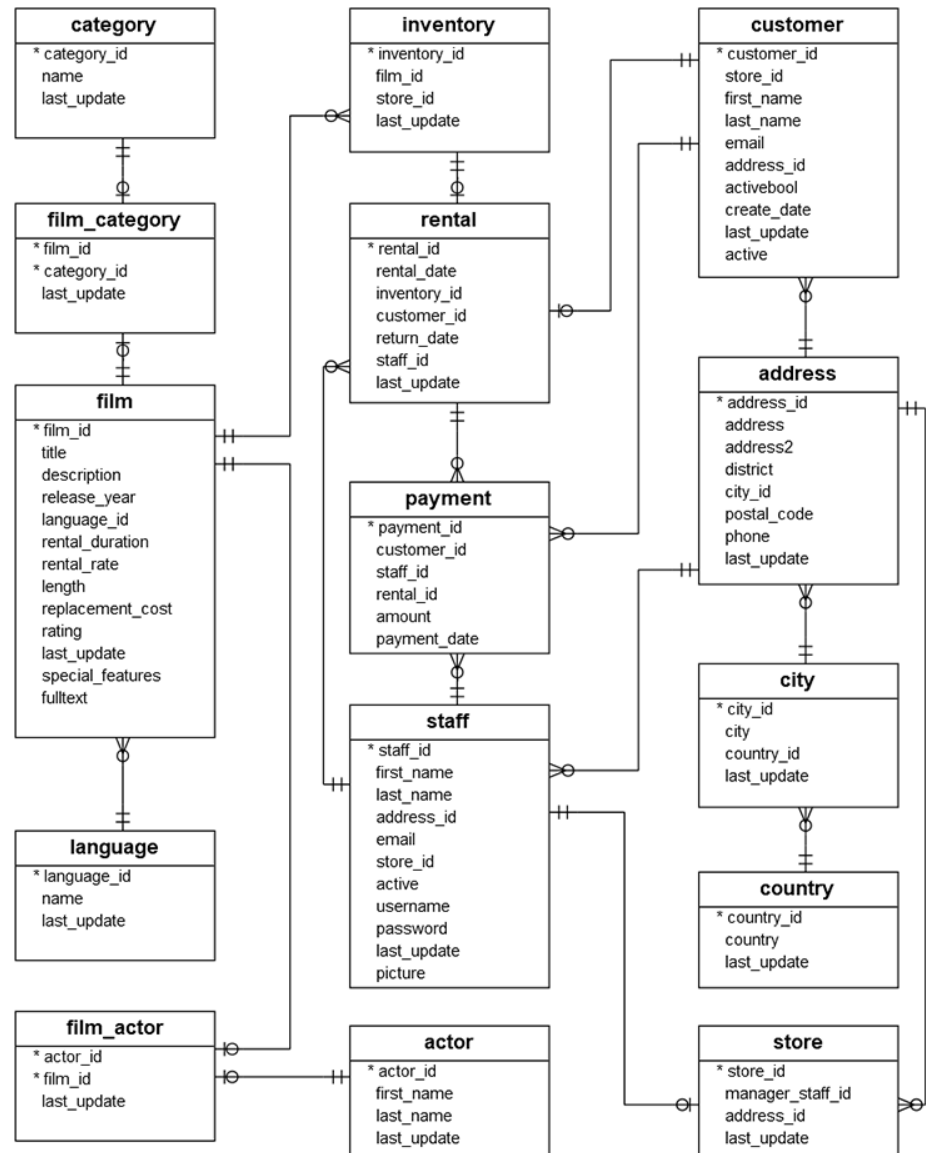 category
* category_id
name
last_update
film_category
* film_id
* category_id
last_update
film
* film_id
title
description
release_year
language_id
rental_duration
rental_rate
length
replacement_cost
rating
last_update
special_features
fulltext
language
* language_id
name
last_update
film_actor
* actor_id
* film_id
last_update
inventory
* inventory_id
film_id
store_id
last_update
rental
* rental_id
rental_date
inventory_id
customer_id
return_date
staff_id
last_update
payment
* payment_id
customer_id
staff_id
rental_id
amount
payment_date
staff
* staff_id
first_name
last_name
address_id
email
store_id
active
username
password
last_update
picture
actor
* actor_id
first_name
last_name
last_update
customer
* customer_id
store_id
first_name
last_name
email
address_id
activebool
create_date
last_update
active
address
* address_id
address
address2
district
city_id
postal_code
phone
last_update
city
* city_id
city
country_id
last_update
country
* country_id
country
last_update
store
* store_id
manager_staff_id
address_id
last_update